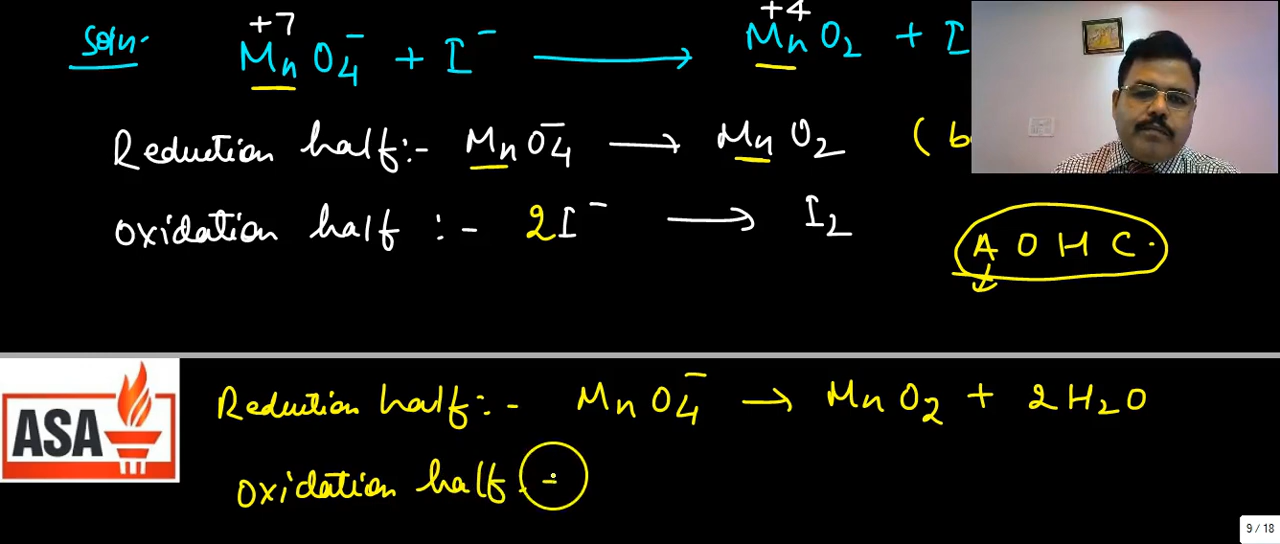 Soln.
+7 +4
MnO4⁻ + I⁻ ⟶ MnO2 + I
Reduction half:- MnO4⁻ ⟶ MnO2 (b
Oxidation half :- 2I⁻ ⟶ I2
A O H C.
ASA
Reduction half:- MnO4⁻ → MnO2 + 2H2O
Oxidation half :-
9 / 18